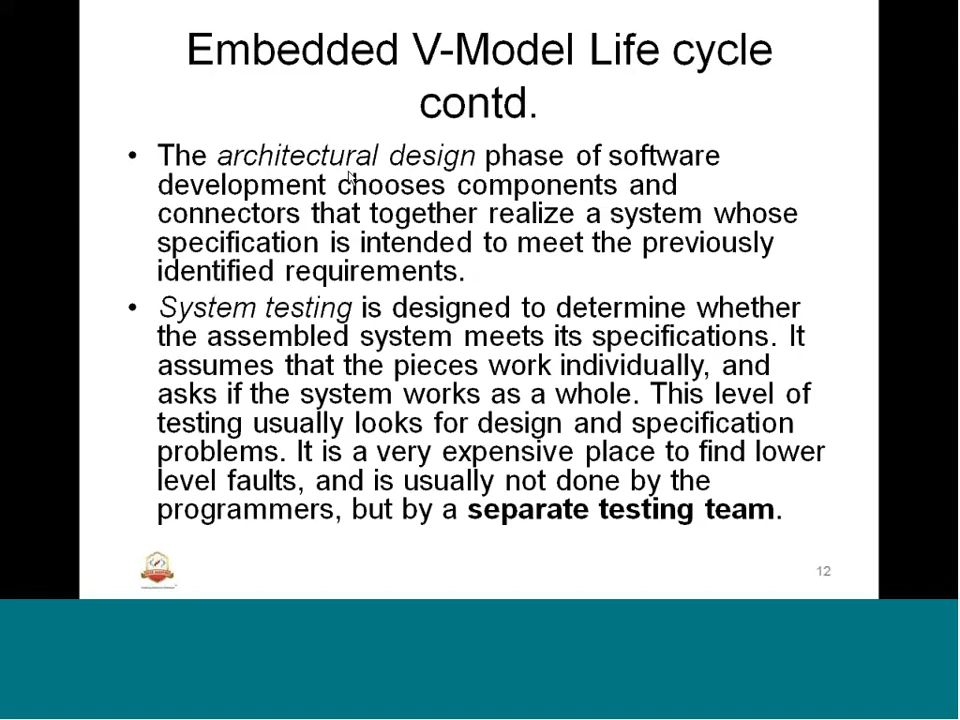 Embedded V-Model Life cycle
contd.
• The architectural design phase of software
development chooses components and
connectors that together realize a system whose
specification is intended to meet the previously
identified requirements.
• System testing is designed to determine whether
the assembled system meets its specifications. It
assumes that the pieces work individually, and
asks if the system works as a whole. This level of
testing usually looks for design and specification
problems. It is a very expensive place to find lower
level faults, and is usually not done by the
programmers, but by a separate testing team.
12